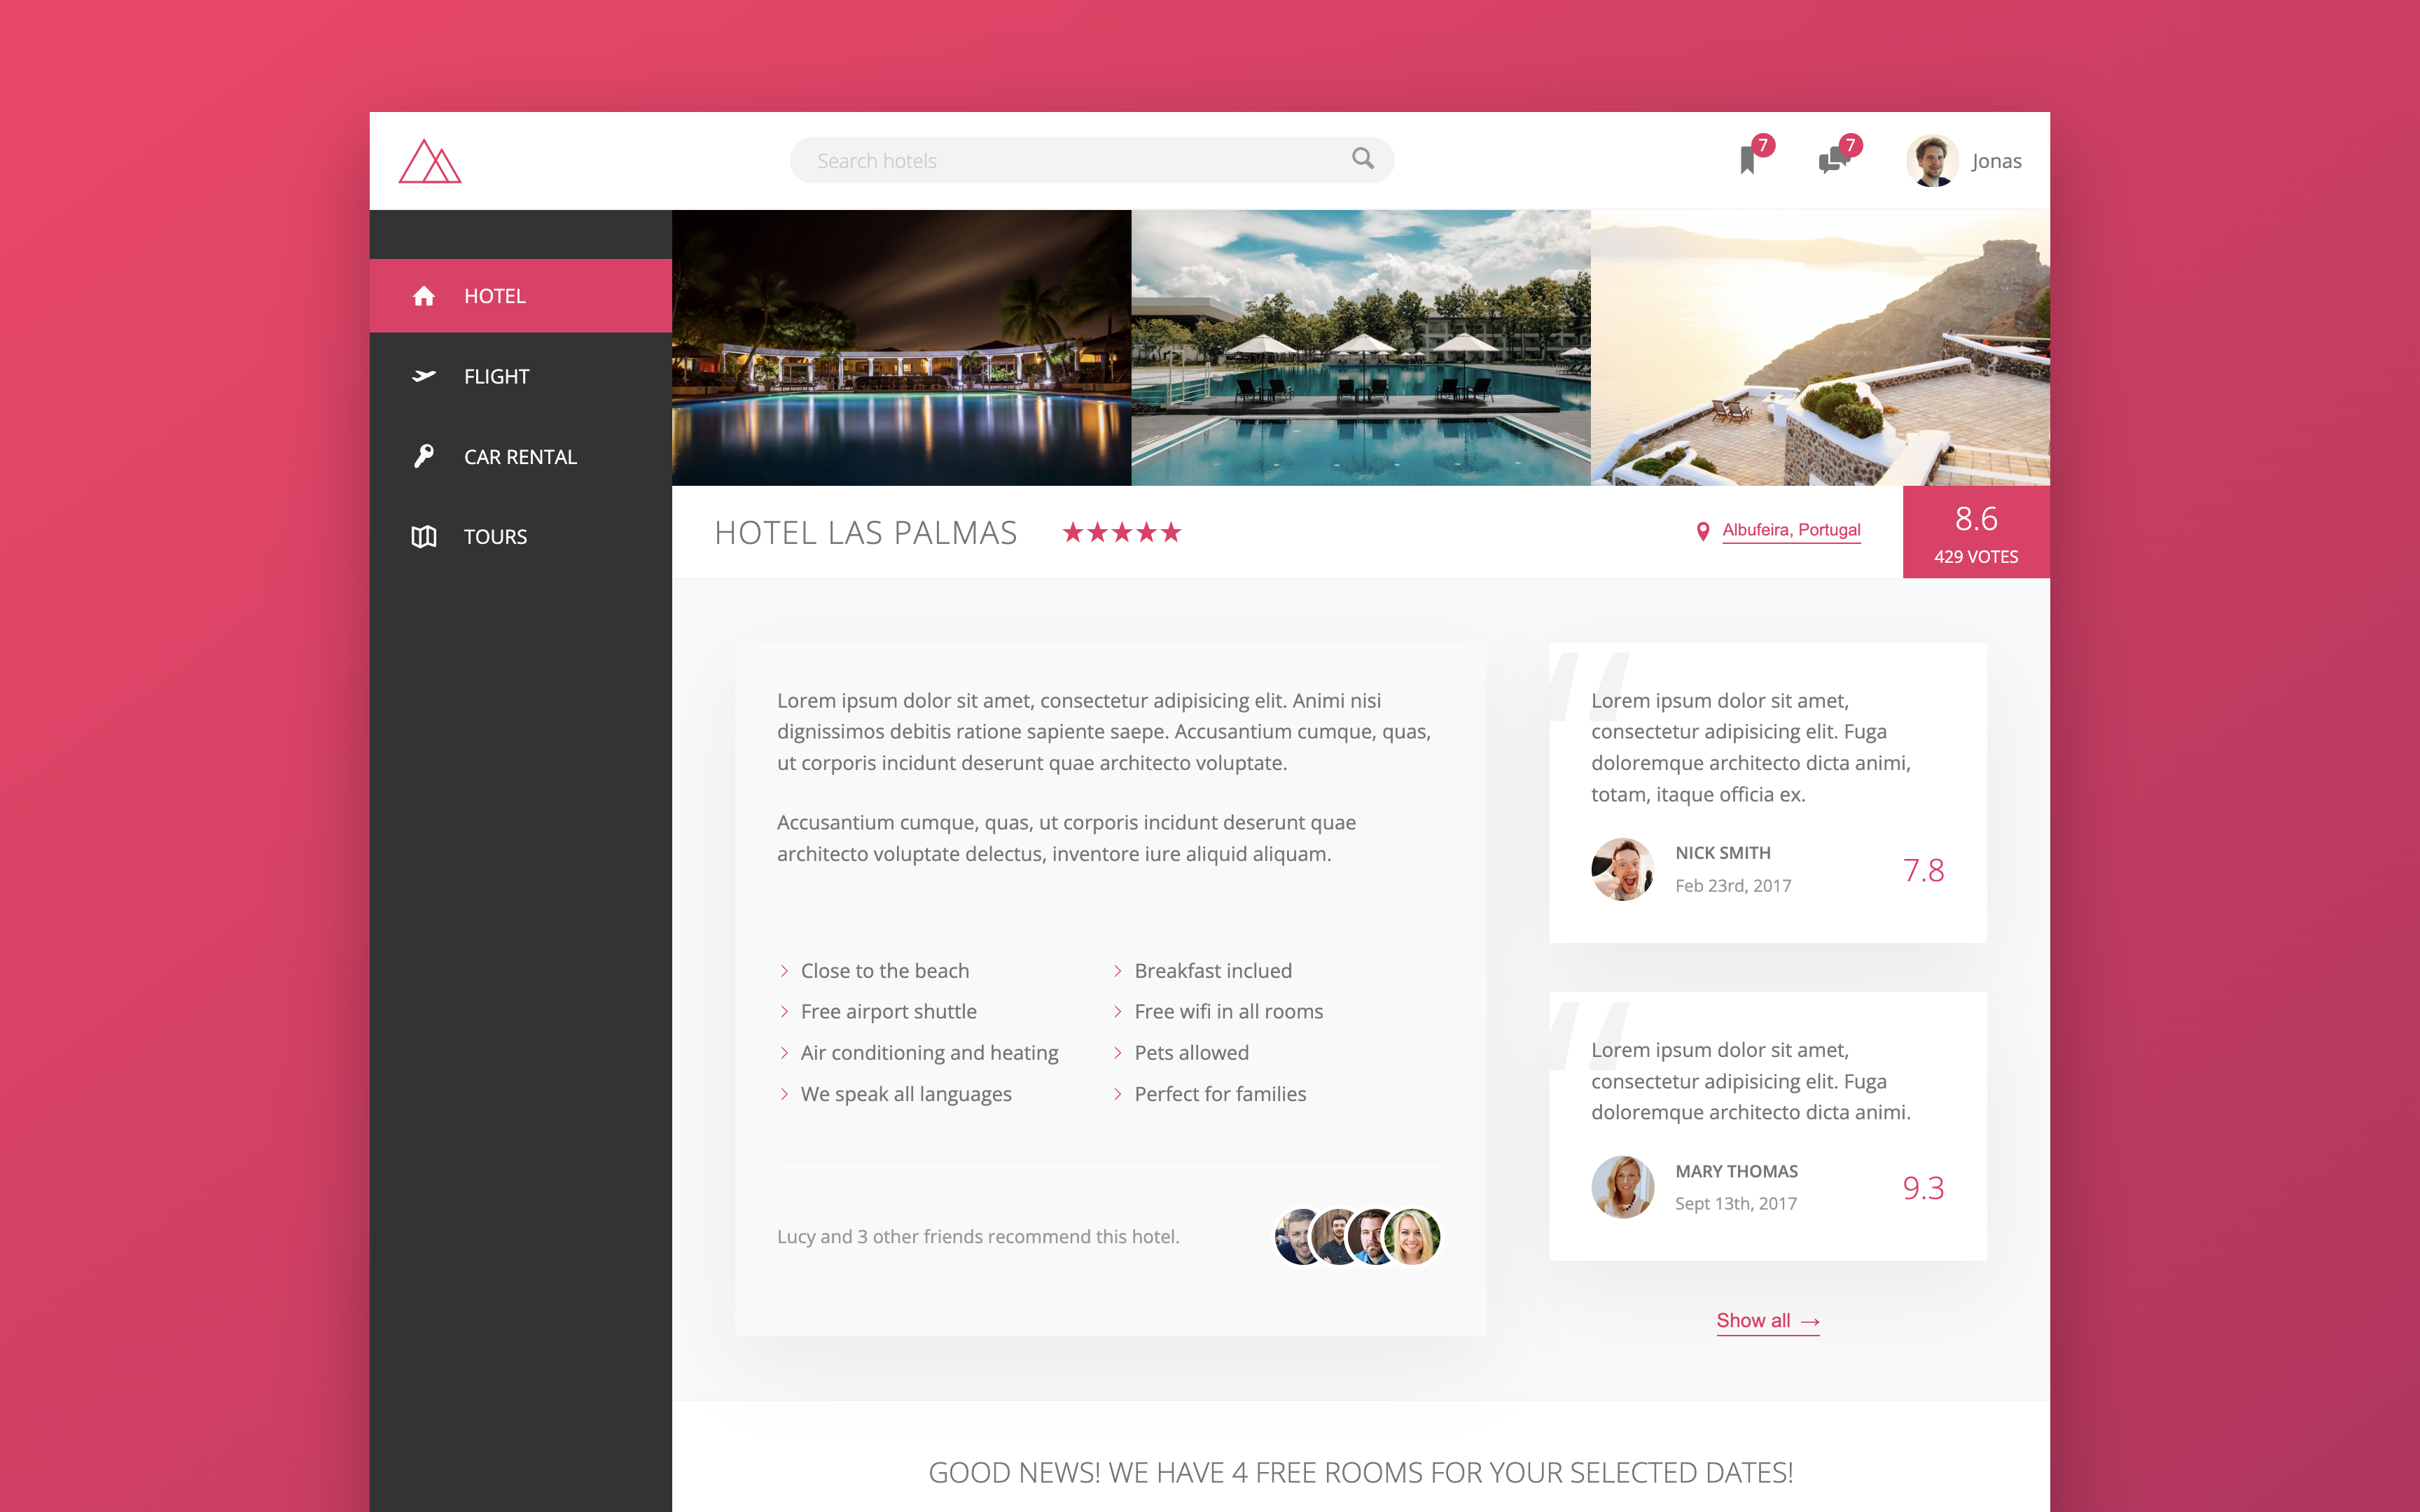 Search hotels
7
7
Jonas
HOTEL
FLIGHT
CAR RENTAL
TOURS
HOTEL LAS PALMAS
Albufeira, Portugal
8.6
429 VOTES
Lorem ipsum dolor sit amet, consectetur adipisicing elit. Animi nisi
dignissimos debitis ratione sapiente saepe. Accusantium cumque, quas,
ut corporis incidunt deserunt quae architecto voluptate.
Accusantium cumque, quas, ut corporis incidunt deserunt quae
architecto voluptate delectus, inventore iure aliquid aliquam.
Close to the beach
Free airport shuttle
Air conditioning and heating
We speak all languages
Breakfast inclued
Free wifi in all rooms
Pets allowed
Perfect for families
Lucy and 3 other friends recommend this hotel.
Lorem ipsum dolor sit amet,
consectetur adipisicing elit. Fuga
doloremque architecto dicta animi,
totam, itaque officia ex.
NICK SMITH
Feb 23rd, 2017
7.8
Lorem ipsum dolor sit amet,
consectetur adipisicing elit. Fuga
doloremque architecto dicta animi.
MARY THOMAS
Sept 13th, 2017
9.3
Show all →
GOOD NEWS! WE HAVE 4 FREE ROOMS FOR YOUR SELECTED DATES!